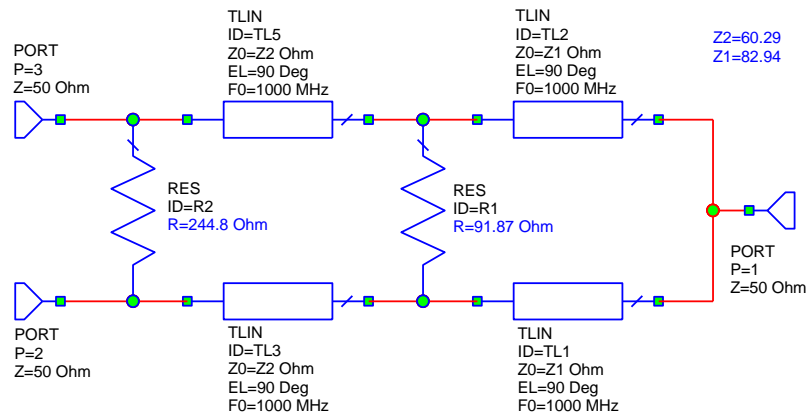 TLIN
ID=TL5
Z0=Z2 Ohm
EL=90 Deg
F0=1000 MHz
TLIN
ID=TL2
Z0=Z1 Ohm
EL=90 Deg
F0=1000 MHz
Z2=60.29
Z1=82.94
PORT
P=3
Z=50 Ohm
RES
ID=R2
R=244.8 Ohm
RES
ID=R1
R=91.87 Ohm
PORT
P=1
Z=50 Ohm
PORT
P=2
Z=50 Ohm
TLIN
ID=TL3
Z0=Z2 Ohm
EL=90 Deg
F0=1000 MHz
TLIN
ID=TL1
Z0=Z1 Ohm
EL=90 Deg
F0=1000 MHz